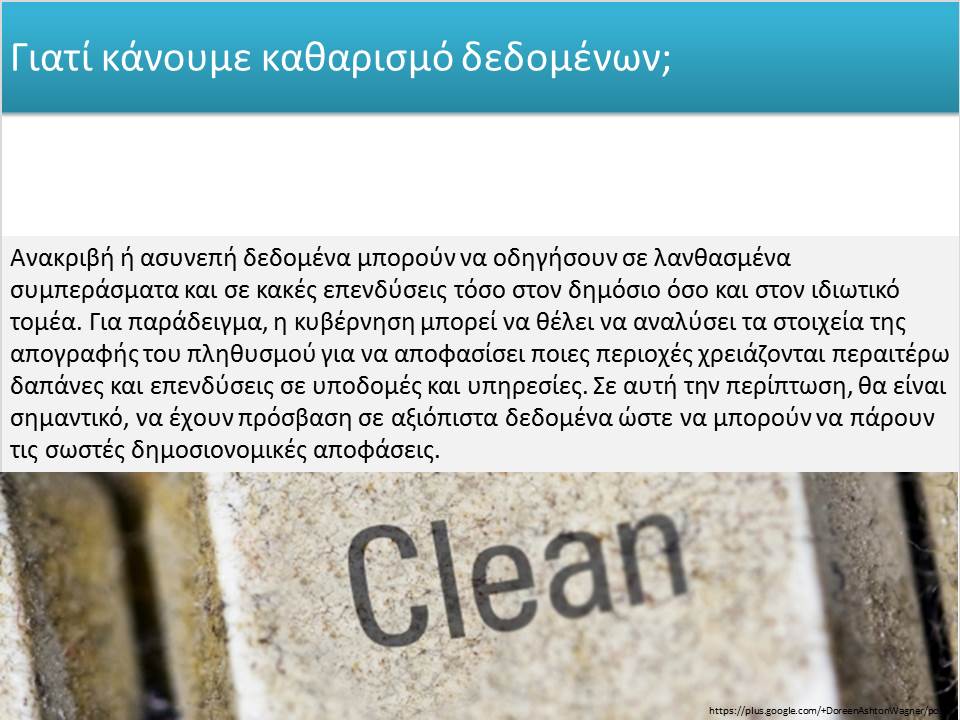 Γιατί κάνουμε καθαρισμό δεδομένων;
Ανακριβή ή ασυνεπή δεδομένα μπορούν να οδηγήσουν σε λανθασμένα
συμπεράσματα και σε κακές επενδύσεις τόσο στον δημόσιο όσο και στον ιδιωτικό
τομέα. Για παράδειγμα, η κυβέρνηση μπορεί να θέλει να αναλύσει τα στοιχεία της
απογραφής του πληθυσμού για να αποφασίσει ποιες περιοχές χρειάζονται περαιτέρω
δαπάνες και επενδύσεις σε υποδομές και υπηρεσίες. Σε αυτή την περίπτωση, θα είναι
σημαντικό, να έχουν πρόσβαση σε αξιόπιστα δεδομένα ώστε να μπορούν να πάρουν
τις σωστές δημοσιονομικές αποφάσεις.
Clean
https://plus.google.com/+DoreenAshtonWagner/